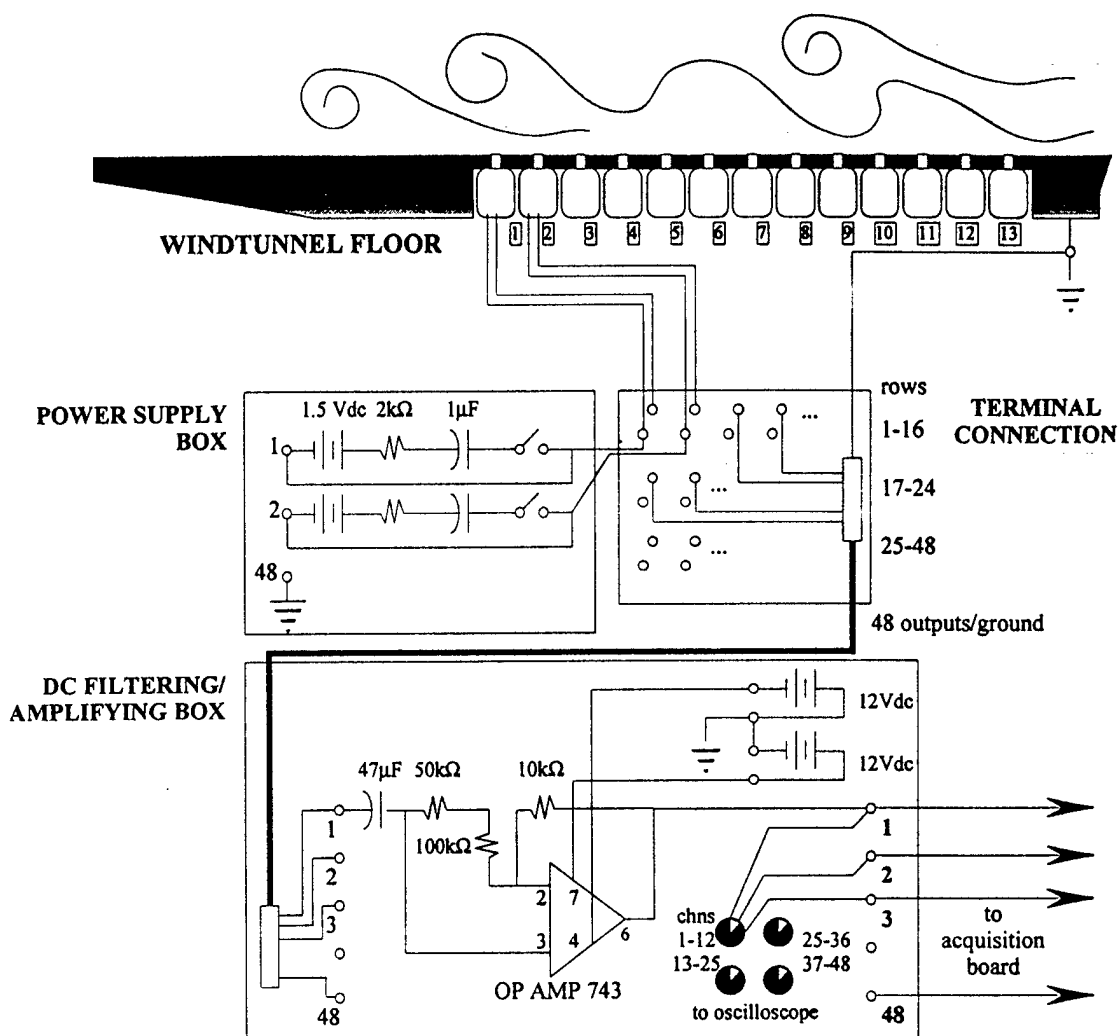 1 2 3 4 5 6 7 8 9 10 11 12 13
WINDTUNNEL FLOOR
POWER SUPPLY
BOX
1.5 Vdc 2kΩ 1μF
1
2
48
rows
1-16
17-24
25-48
...
...
...
TERMINAL
CONNECTION
48 outputs/ground
DC FILTERING/
AMPLIFYING BOX
12Vdc
12Vdc
47μF 50kΩ 10kΩ
100kΩ
1
2
3
48
2 7
3 4 6
OP AMP 743
chns
1-12 25-36
13-25 37-48
to oscilloscope
1
2
3
48
to
acquisition
board